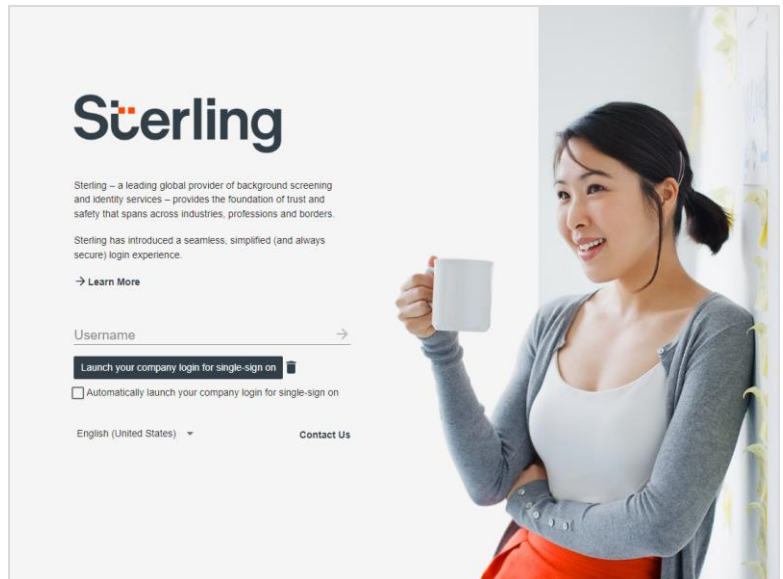 Sterling
Sterling – a leading global provider of background screening
and identity services – provides the foundation of trust and
safety that spans across industries, professions and borders.
Sterling has introduced a seamless, simplified (and always
secure) login experience.
→ Learn More
Username →
Launch your company login for single-sign on
Automatically launch your company login for single-sign on
English (United States)
Contact Us